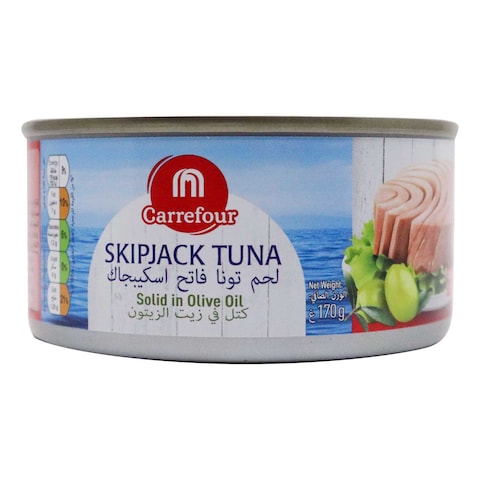 Carrefour
SKIPJACK TUNA
لحم تونا فاتح اسكيبجاك
Solid in Olive Oil
كتل في زيت الزيتون
Net Weight:
الوزن الصافي
170g غ